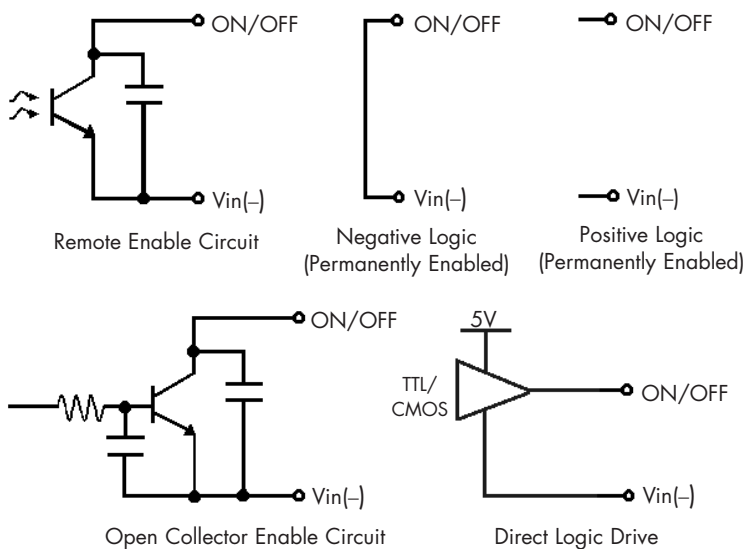 ON/OFF
Vin(–)
Remote Enable Circuit
ON/OFF
Vin(–)
Negative Logic
(Permanently Enabled)
ON/OFF
Vin(–)
Positive Logic
(Permanently Enabled)
ON/OFF
Vin(–)
Open Collector Enable Circuit
5V
TTL/
CMOS
ON/OFF
Vin(–)
Direct Logic Drive